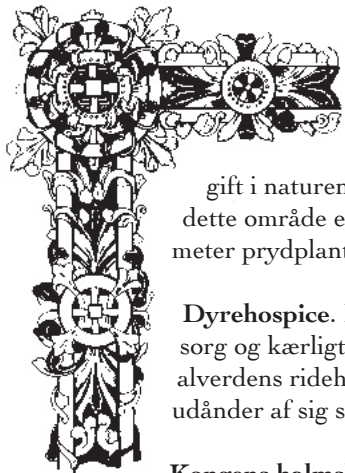 gift i naturen
dette område e
meter prydplant
Dyrehospice.
sorg og kærligt
alverdens rideh
udånder af sig s
Kongens holme